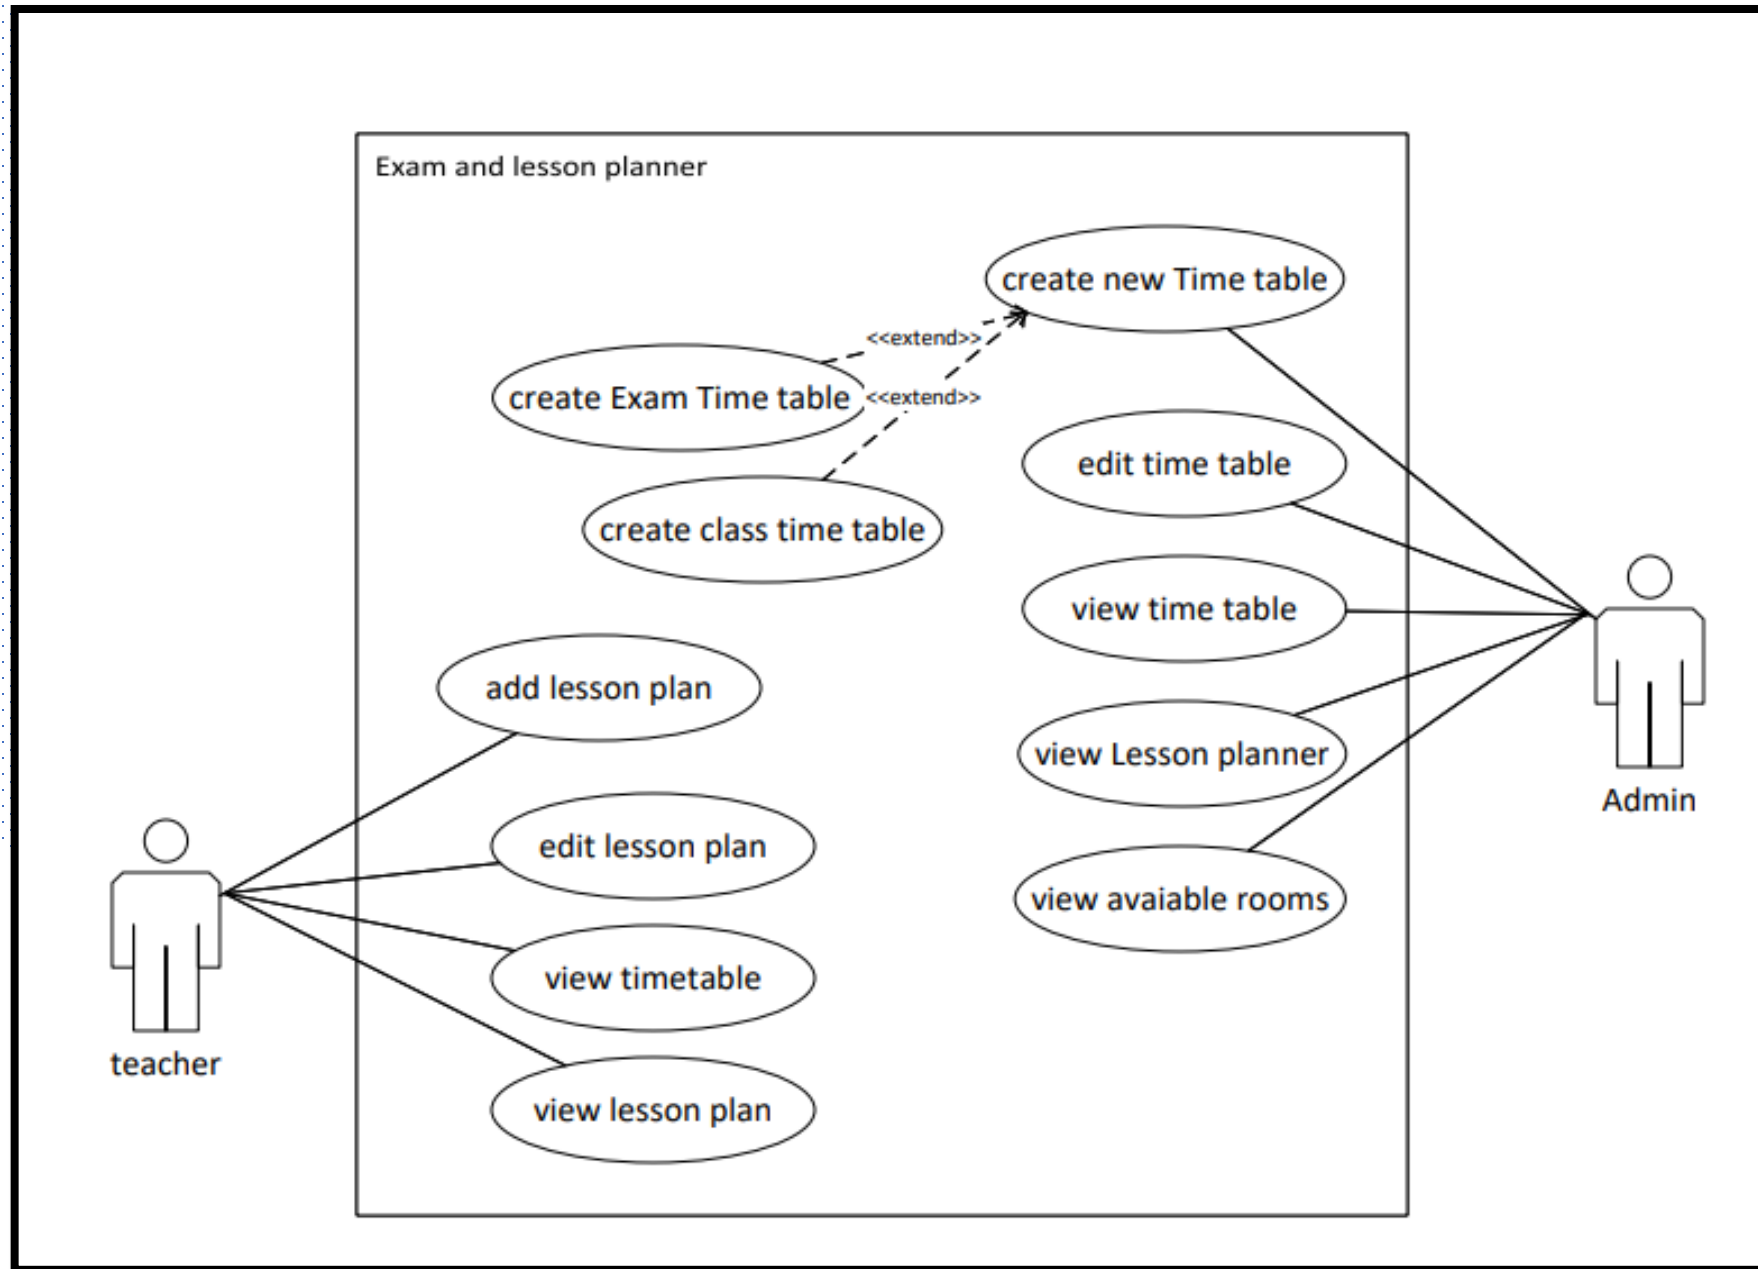 Exam and lesson planner
create new Time table
<<extend>>
create Exam Time table
<<extend>>
edit time table
create class time table
view time table
add lesson plan
view Lesson planner
Admin
edit lesson plan
view avaiable rooms
view timetable
teacher
view lesson plan